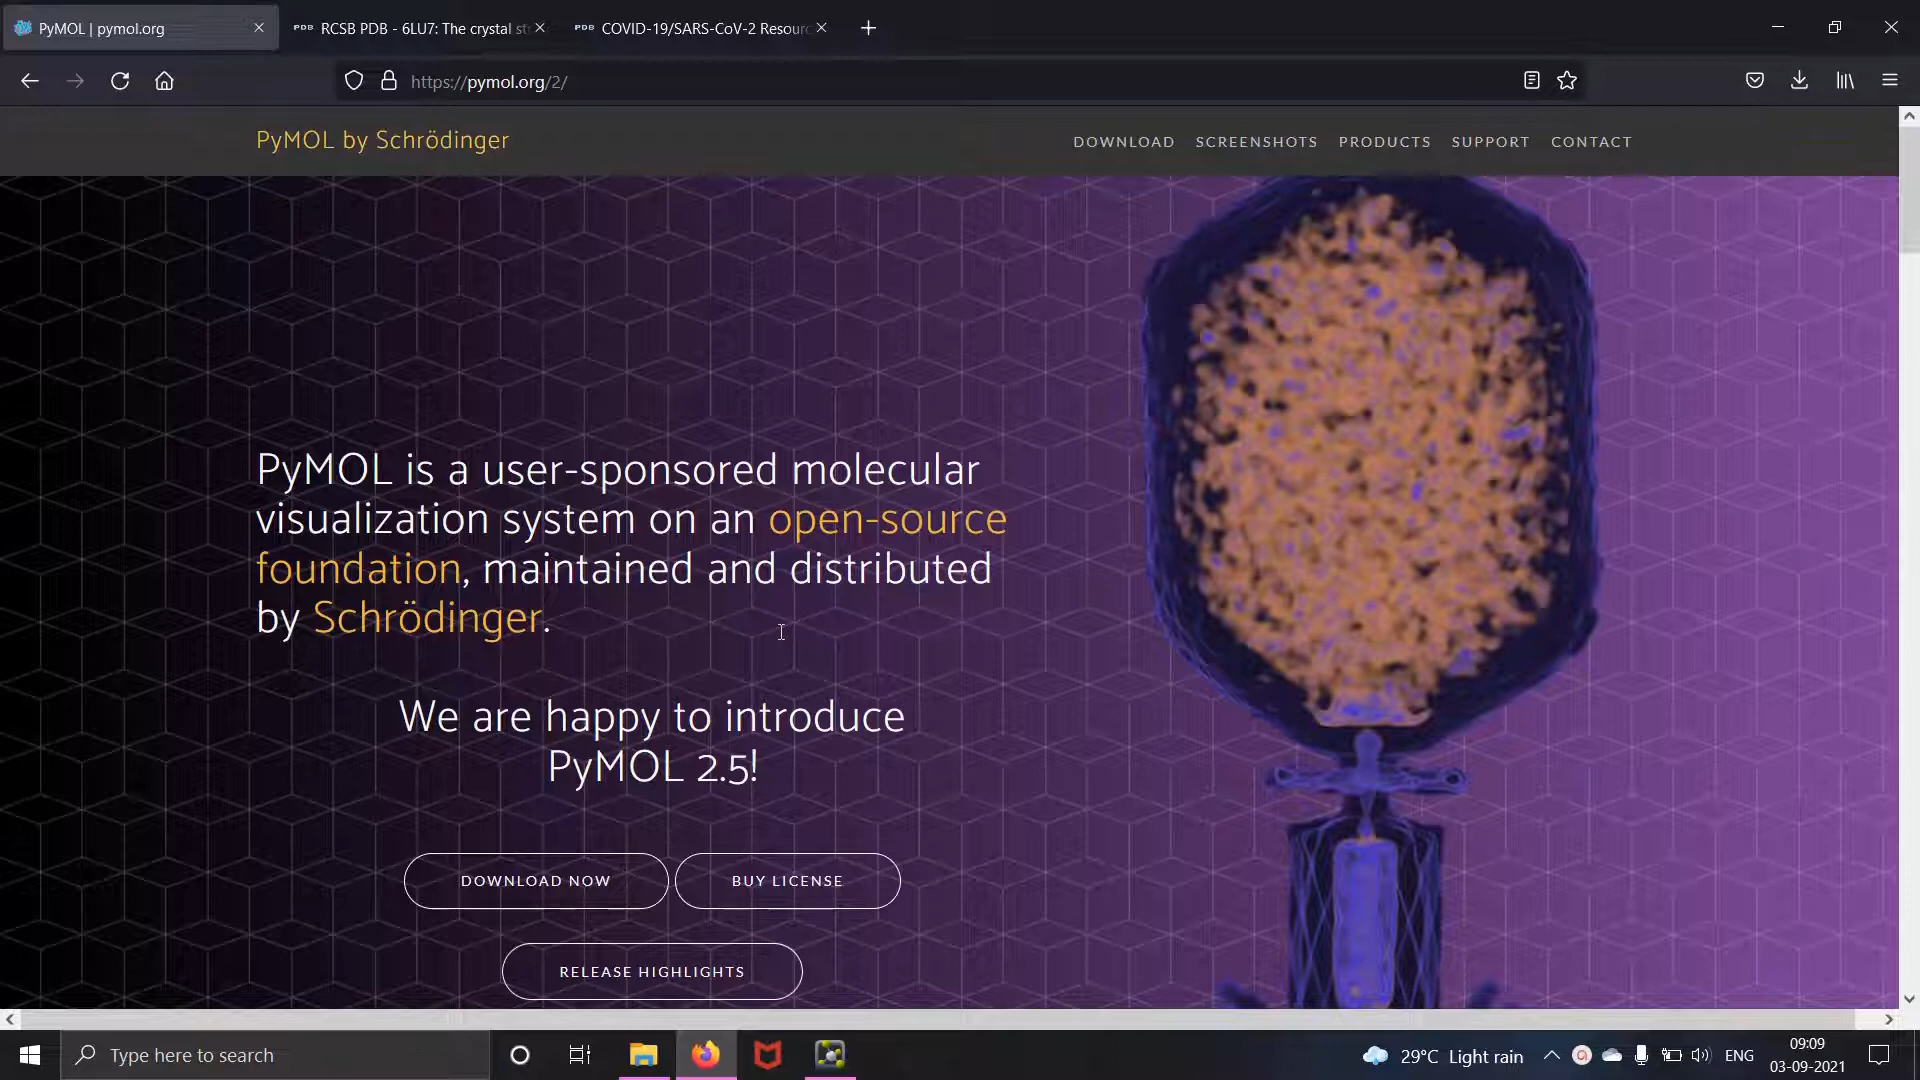 PyMOL | pymol.org
RCSB PDB - 6LU7: The crystal st
COVID-19/SARS-CoV-2 Resour
https://pymol.org/2/
PyMOL by Schrödinger
DOWNLOAD SCREENSHOTS PRODUCTS SUPPORT CONTACT
PyMOL is a user-sponsored molecular
visualization system on an open-source
foundation, maintained and distributed
by Schrödinger.
We are happy to introduce
PyMOL 2.5!
DOWNLOAD NOW
BUY LICENSE
RELEASE HIGHLIGHTS
Type here to search
29°C Light rain
ENG
09:09
03-09-2021